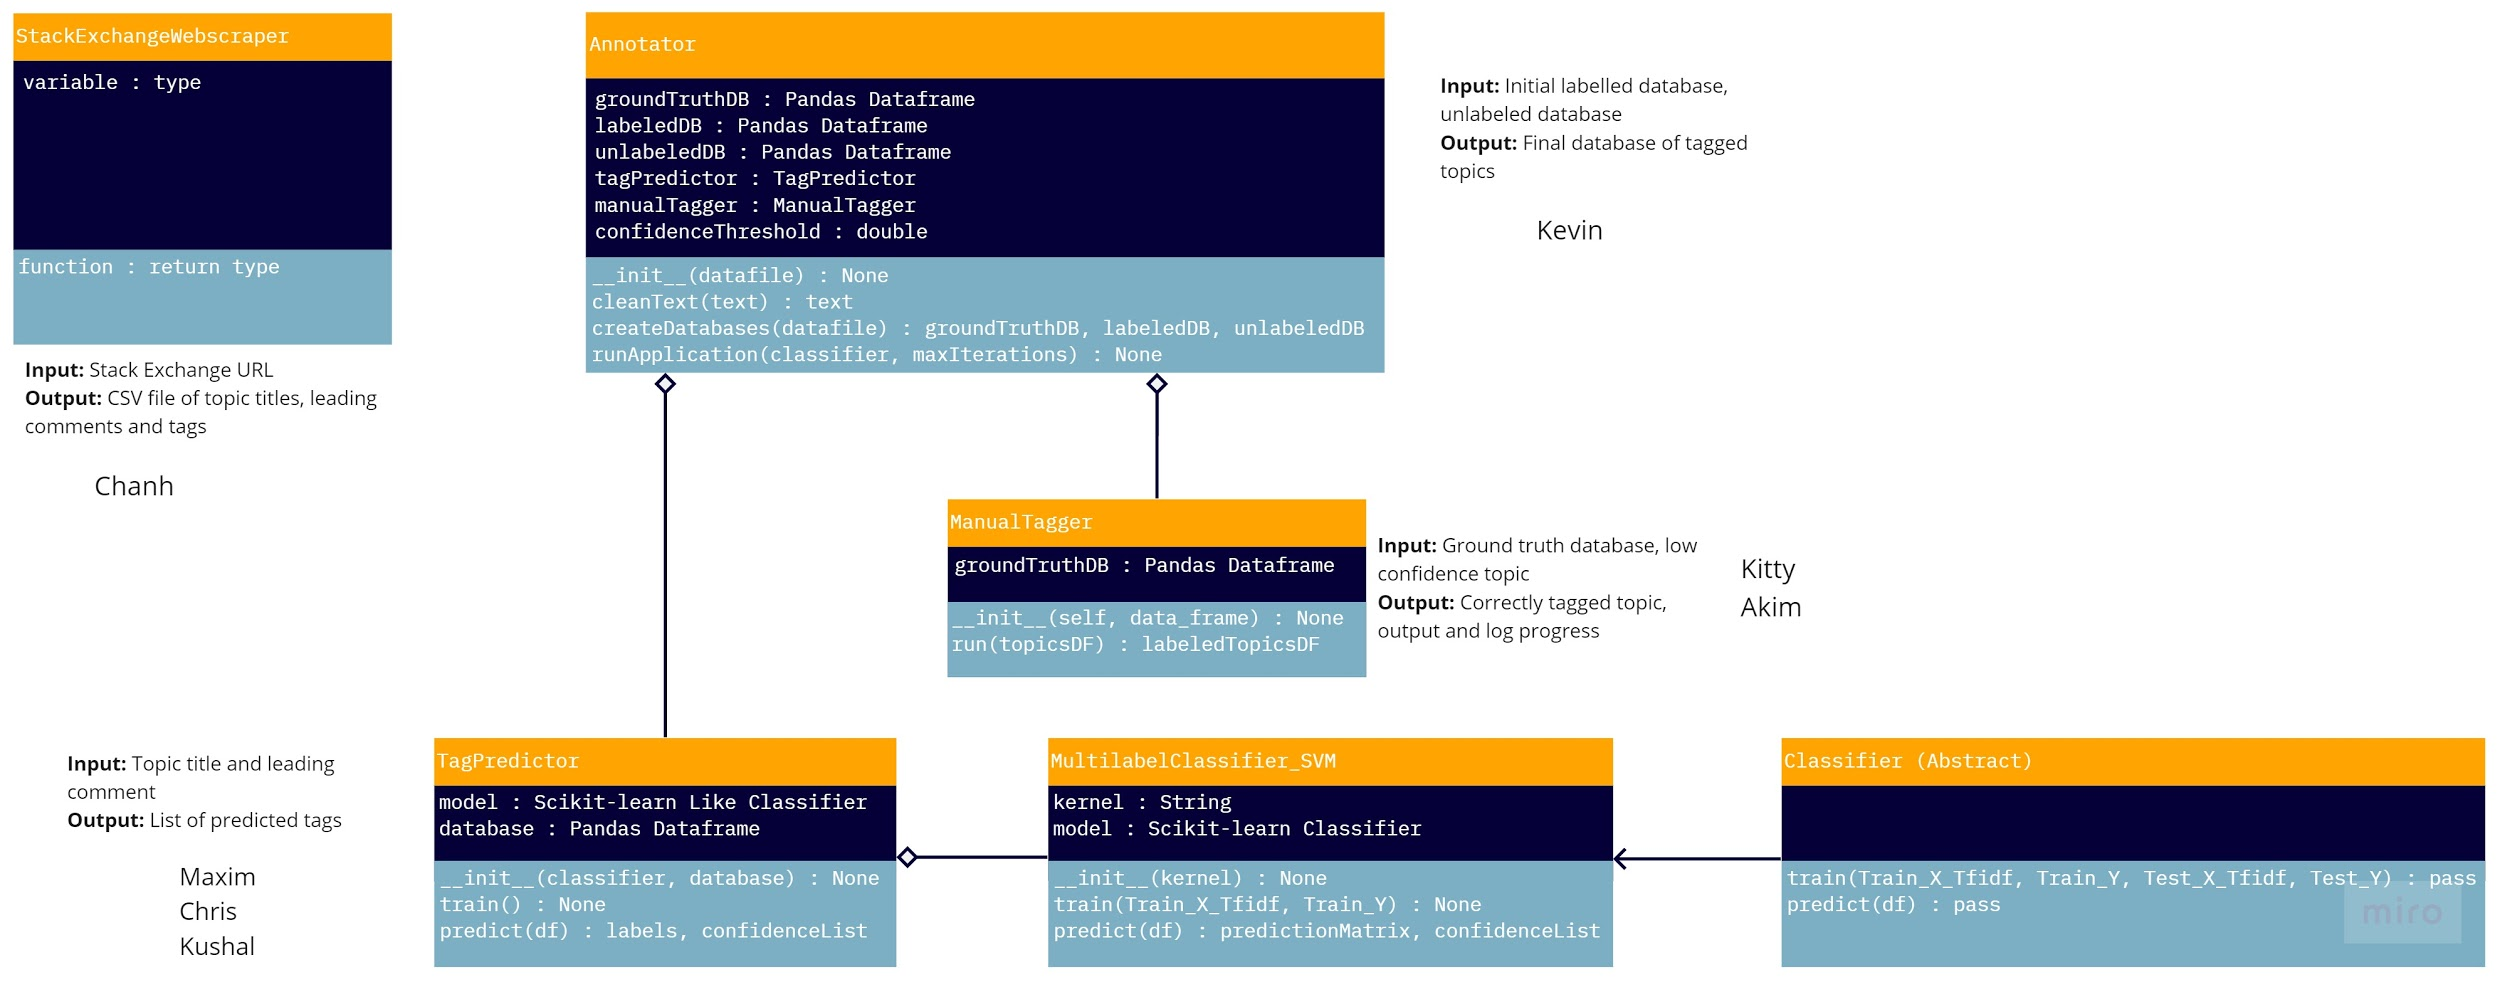 StackExchangeWebscraper
variable : type
function : return type
Input: Stack Exchange URL
Output: CSV file of topic titles, leading
comments and tags
Chanh
Annotator
groundTruthDB : Pandas Dataframe
labeledDB : Pandas Dataframe
unlabeledDB : Pandas Dataframe
tagPredictor : TagPredictor
manualTagger : ManualTagger
confidenceThreshold : double
__init__(datafile) : None
cleanText(text) : text
createDatabases(datafile) : groundTruthDB, labeledDB, unlabeledDB
runApplication(classifier, maxIterations) : None
Input: Initial labelled database,
unlabeled database
Output: Final database of tagged
topics
Kevin
ManualTagger
groundTruthDB : Pandas Dataframe
__init__(self, data_frame) : None
run(topicsDF) : labeledTopicsDF
Input: Ground truth database, low
confidence topic
Output: Correctly tagged topic,
output and log progress
Kitty
Akim
Input: Topic title and leading
comment
Output: List of predicted tags
Maxim
Chris
Kushal
TagPredictor
model : Scikit-learn Like Classifier
database : Pandas Dataframe
__init__(classifier, database) : None
train() : None
predict(df) : labels, confidenceList
MultilabelClassifier_SVM
kernel : String
model : Scikit-learn Classifier
__init__(kernel) : None
train(Train_X_Tfidf, Train_Y) : None
predict(df) : predictionMatrix, confidenceList
Classifier (Abstract)
train(Train_X_Tfidf, Train_Y, Test_X_Tfidf, Test_Y) : pass
predict(df) : pass
miro